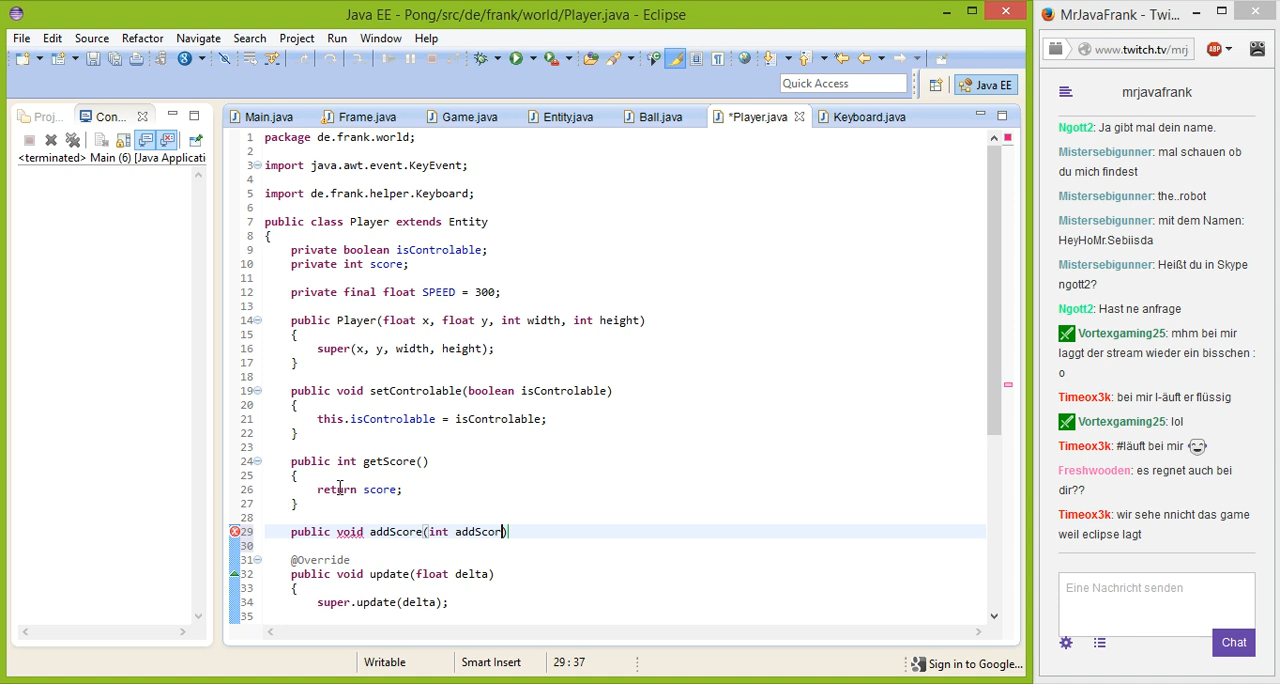 Java EE - Pong/src/de/frank/world/Player.java - Eclipse
File Edit Source Refactor Navigate Search Project Run Window Help
Quick Access
Java EE
Proj...
Con...
<terminated> Main (6) [Java Applicati
Main.java
Frame.java
Game.java
Entity.java
Ball.java
*Player.java
Keyboard.java
1 package de.frank.world;
2
3 import java.awt.event.KeyEvent;
4
5 import de.frank.helper.Keyboard;
6
7 public class Player extends Entity
8 {
9 private boolean isControlable;
10 private int score;
11
12 private final float SPEED = 300;
13
14 public Player(float x, float y, int width, int height)
15 {
16 super(x, y, width, height);
17 }
18
19 public void setControlable(boolean isControlable)
20 {
21 this.isControlable = isControlable;
22 }
23
24 public int getScore()
25 {
26 return score;
27 }
28
29 public void addScore(int addScor)
30
31 @Override
32 public void update(float delta)
33 {
34 super.update(delta);
35
Writable
Smart Insert
29 : 37
Sign in to Google...
MrJavaFrank - Twi...
www.twitch.tv/mrj
ABP
mrjavafrank
Ngott2: Ja gibt mal dein name.
Mistersebigunner: mal schauen ob
du mich findest
Mistersebigunner: the..robot
Mistersebigunner: mit dem Namen:
HeyHoMr.Sebiisda
Mistersebigunner: Heißt du in Skype
ngott2?
Ngott2: Hast ne anfrage
Vortexgaming25: mhm bei mir
laggt der stream wieder ein bisschen :
o
Timeox3k: bei mir l-äuft er flüssig
Vortexgaming25: lol
Timeox3k: #läuft bei mir
Freshwooden: es regnet auch bei
dir??
Timeox3k: wir sehe nnicht das game
weil eclipse lagt
Eine Nachricht senden
Chat